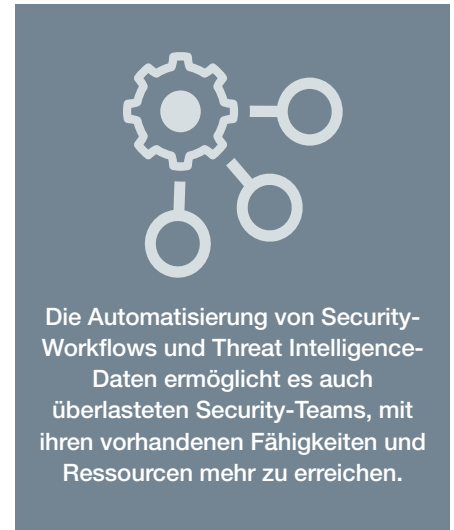 Die Automatisierung von Security-
Workflows und Threat Intelligence-
Daten ermöglicht es auch
überlasteten Security-Teams, mit
ihren vorhandenen Fähigkeiten und
Ressourcen mehr zu erreichen.